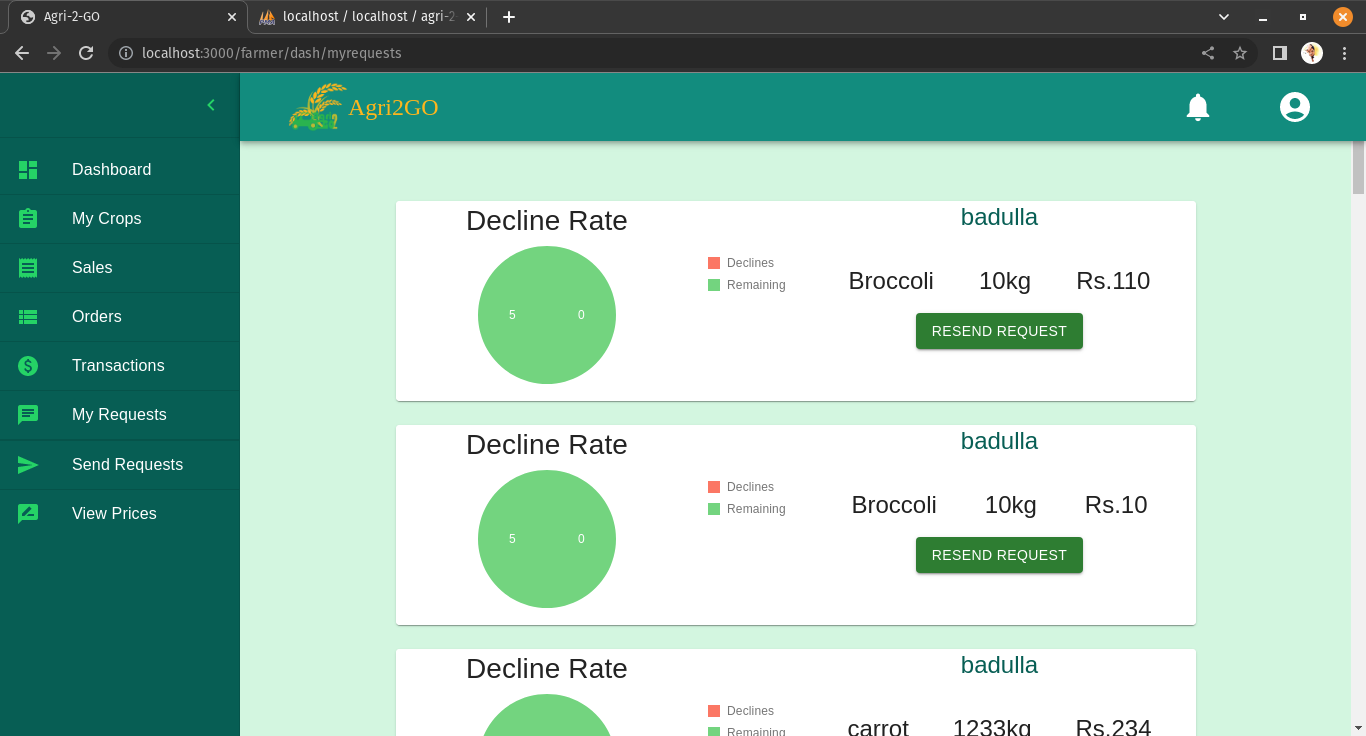 Agri-2-GO
localhost / localhost / agri-2-
localhost:3000/farmer/dash/myrequests
Agri2GO
Dashboard
My Crops
Sales
Orders
Transactions
My Requests
Send Requests
View Prices
Decline Rate
badulla
Declines
Remaining
5 0
Broccoli 10kg Rs.110
RESEND REQUEST
Decline Rate
badulla
Declines
Remaining
5 0
Broccoli 10kg Rs.10
RESEND REQUEST
Decline Rate
badulla
Declines
Remaining
carrot 1233kg Rs.234